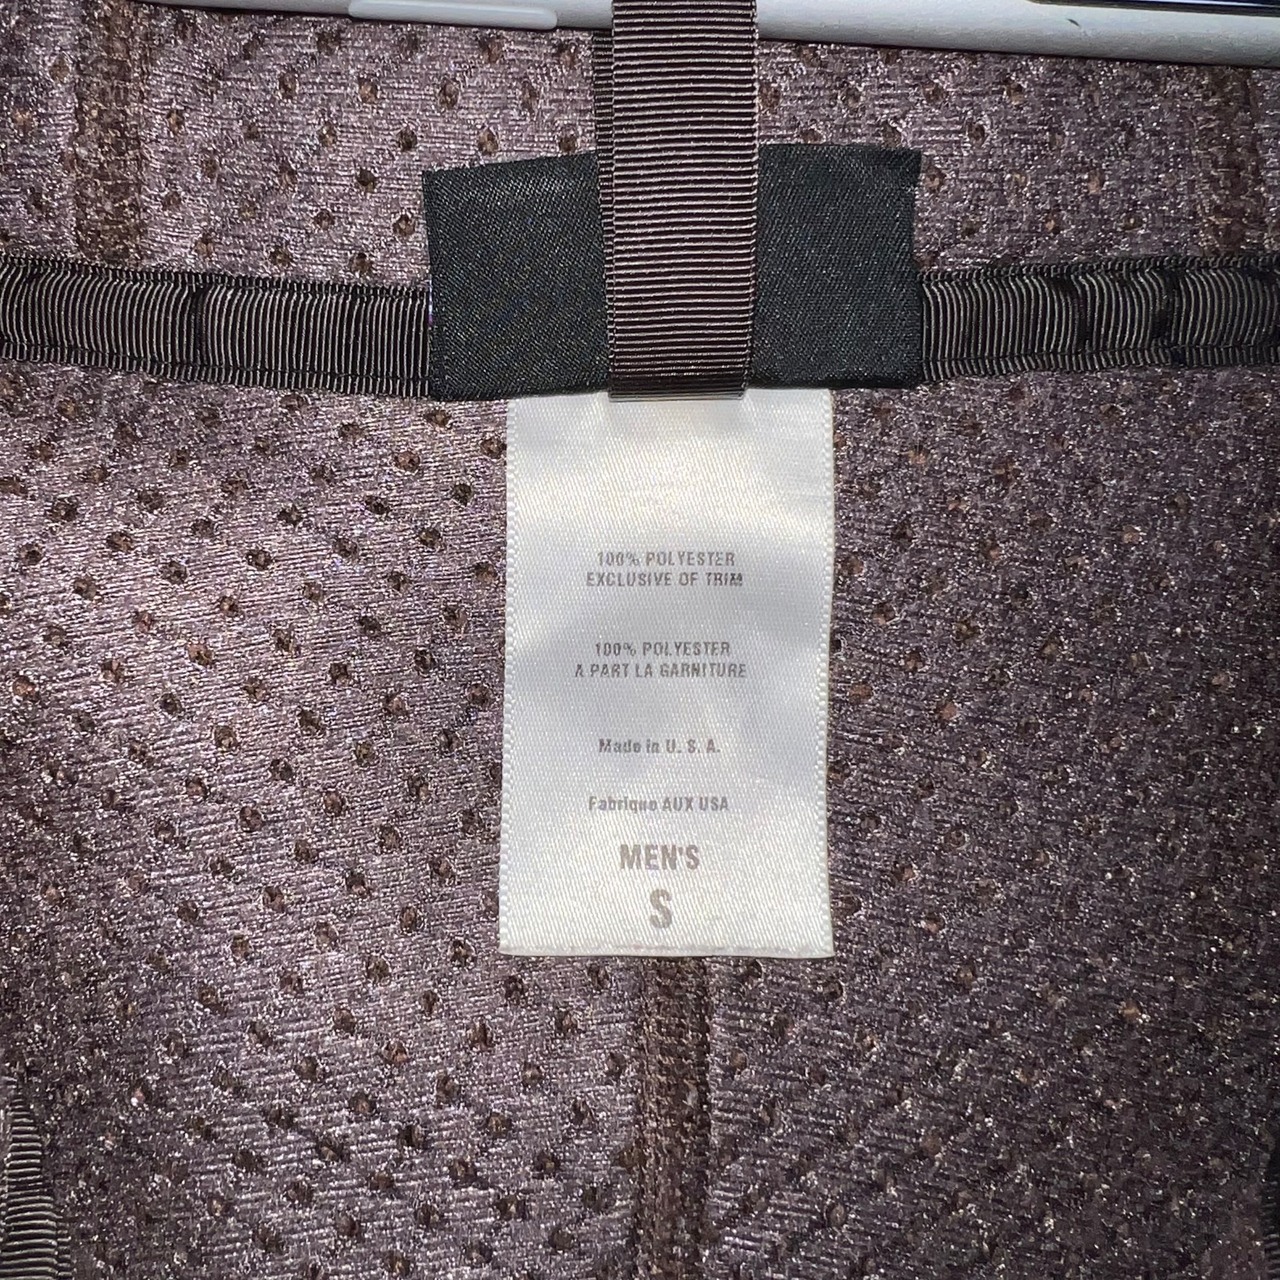 100% POLYESTER
EXCLUSIVE OF TRIM
100% POLYESTER
A PART LA GARNITURE
Made in U. S. A.
Fabrique AUX USA
MEN'S
S